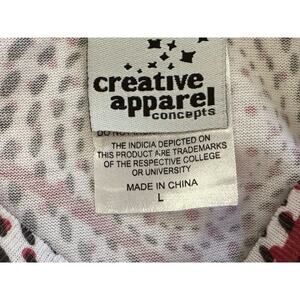 creative
apparel
concepts
THE INDICIA DEPICTED ON
THIS PRODUCT ARE TRADEMARKS
OF THE RESPECTIVE COLLEGE
OR UNIVERSITY
MADE IN CHINA
L